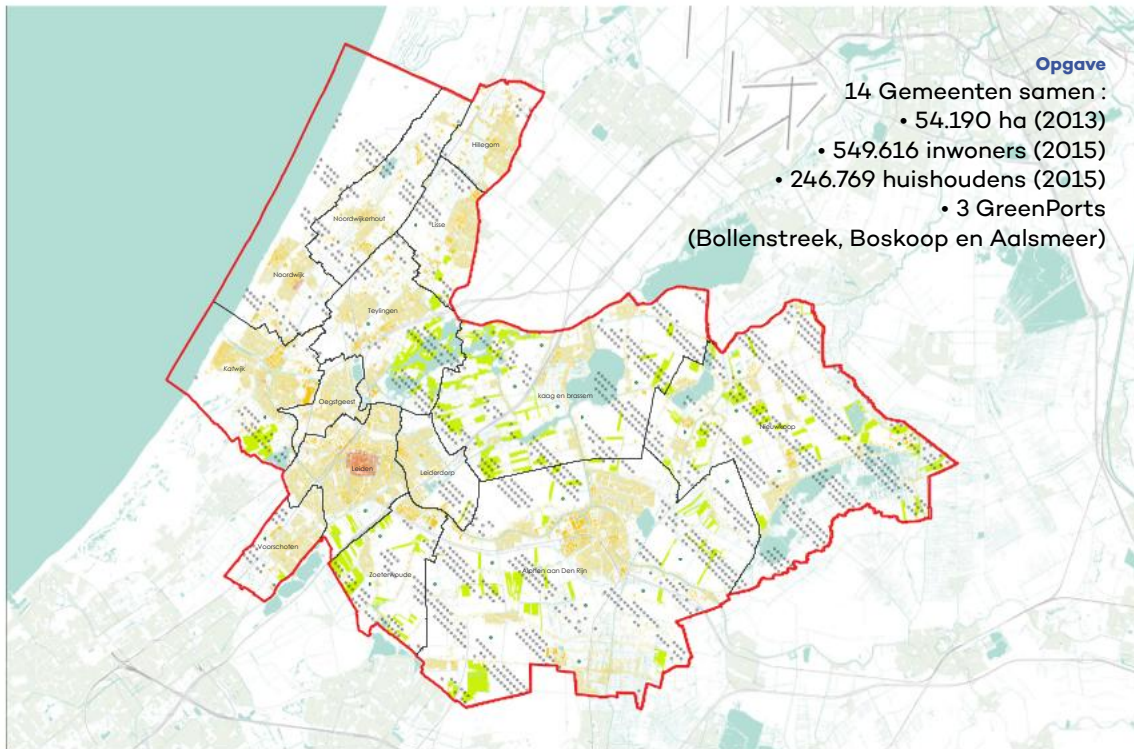 Opgave
14 Gemeenten samen :
• 54.190 ha (2013)
• 549.616 inwoners (2015)
• 246.769 huishoudens (2015)
• 3 GreenPorts
(Bollenstreek, Boskoop en Aalsmeer)
Hillegom
Noordwijkerhout
Lisse
Noordwijk
Teylingen
Katwijk
Oegstgeest
kaag en brassem
Nieuwkoop
Leiden
Leiderdorp
Voorschoten
Zoeterwoude
Alphen aan Den Rijn